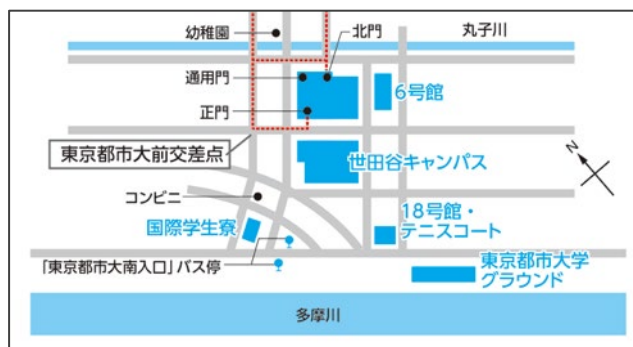 幼稚園
北門
丸子川
通用門
6号館
正門
東京都市大前交差点
世田谷キャンパス
N
コンビニ
国際学生寮
18号館・
テニスコート
「東京都市大南入口」バス停
東京都市大学
グラウンド
多摩川